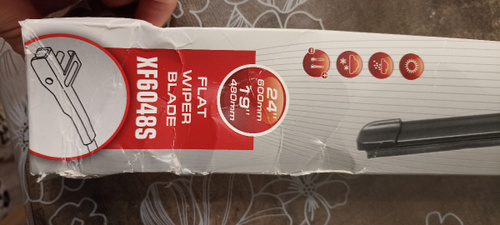 FLAT
WIPER
BLADE
XF6048S
24"
600mm
19"
480mm